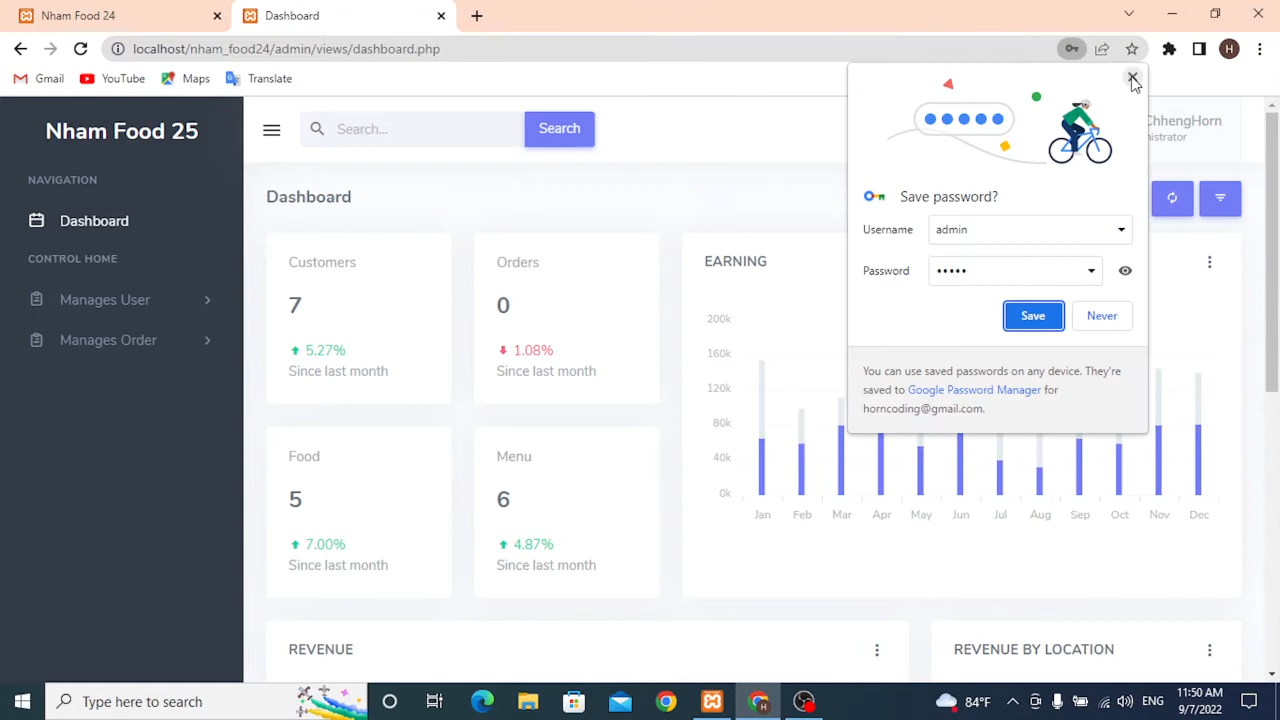 Nham Food 24
Dashboard
localhost/nham_food24/admin/views/dashboard.php
H
Gmail
YouTube
Maps
Translate
Nham Food 25
NAVIGATION
Dashboard
CONTROL HOME
Manages User
Manages Order
Search...
Search
ChhengHorn
istrator
Dashboard
Customers
7
5.27%
Since last month
Orders
0
1.08%
Since last month
Food
5
7.00%
Since last month
Menu
6
4.87%
Since last month
EARNING
200k
160k
120k
80k
40k
0k
Jan Feb Mar Apr May Jun Jul Aug Sep Oct Nov Dec
Save password?
Username admin
Password •••••
Save Never
You can use saved passwords on any device. They're
saved to Google Password Manager for
horncoding@gmail.com.
REVENUE
REVENUE BY LOCATION
Type here to search
84°F
ENG
11:50 AM
9/7/2022